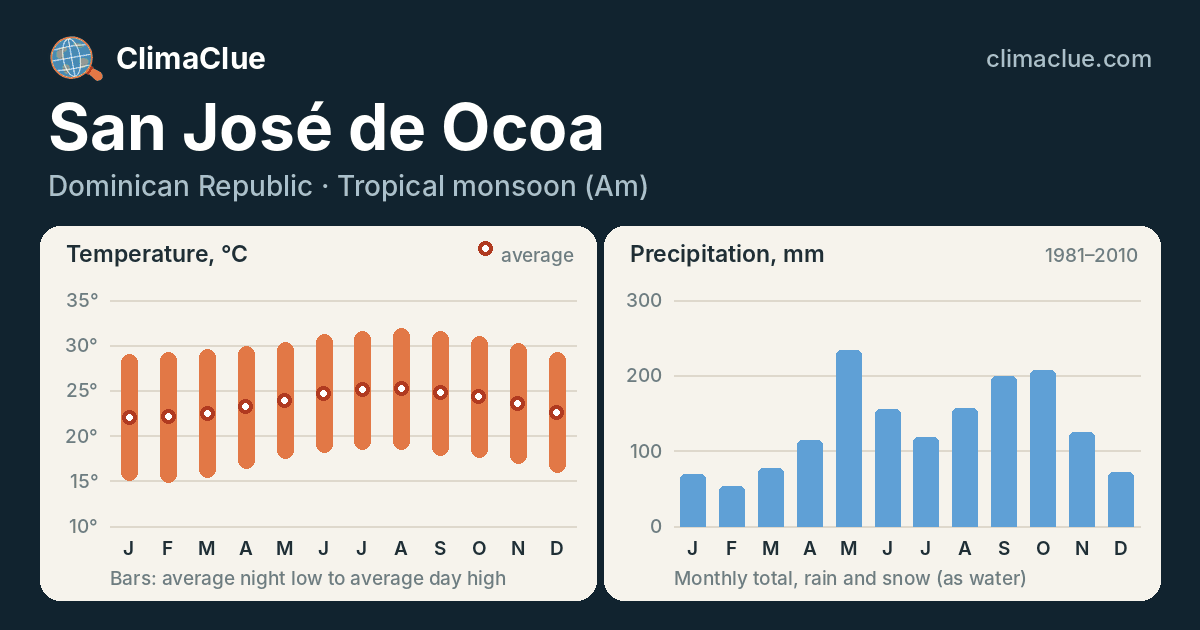 ClimaClue
climaclue.com
San José de Ocoa
Dominican Republic · Tropical monsoon (Am)
Temperature, °C
average
35°
30°
25°
20°
15°
10°
J F M A M J J A S O N D
Bars: average night low to average day high
Precipitation, mm
1981–2010
300
200
100
0
J F M A M J J A S O N D
Monthly total, rain and snow (as water)